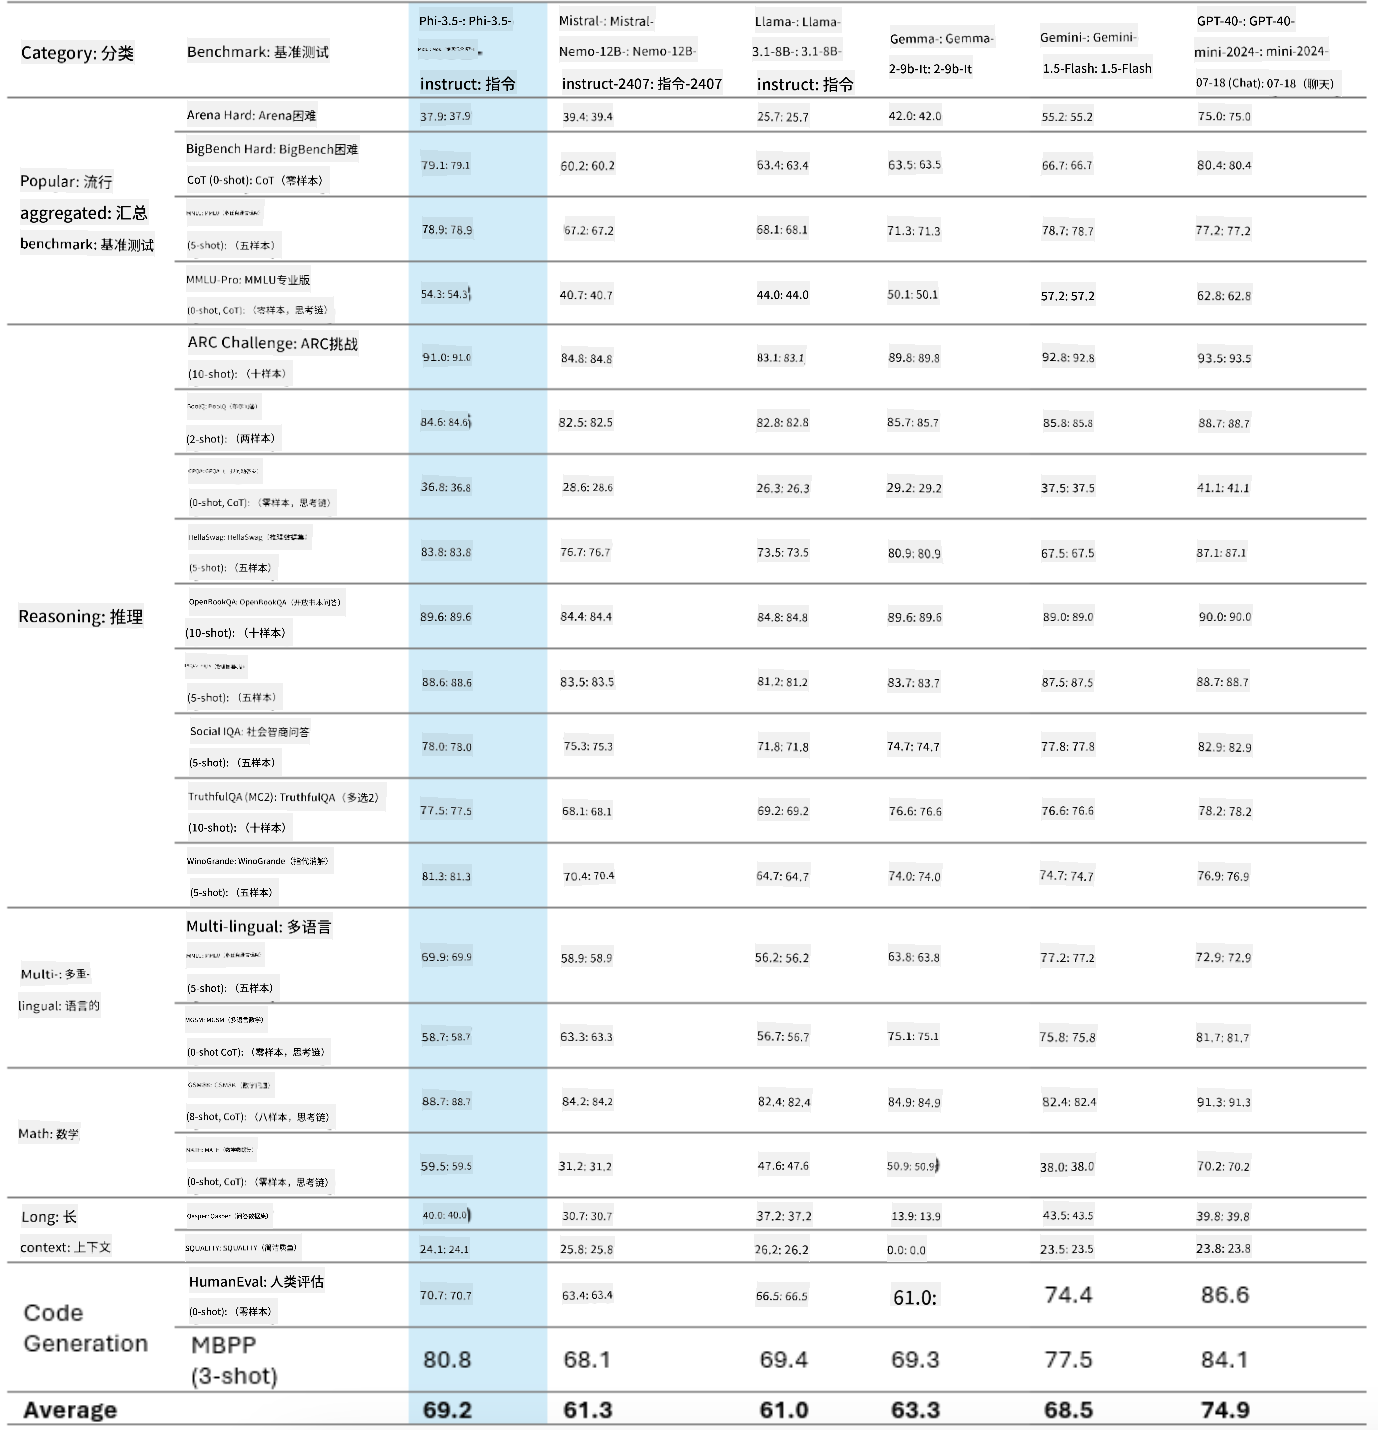 Category: 分类
Benchmark: 基准测试
Phi-3.5-: Phi-3.5-
instruct: 指令
Mistral-: Mistral-
Nemo-12B-: Nemo-12B-
instruct-2407: 指令-2407
Llama-: Llama-
3.1-8B-: 3.1-8B-
instruct: 指令
Gemma-: Gemma-
2-9b-It: 2-9b-It
Gemini-: Gemini-
1.5-Flash: 1.5-Flash
GPT-4o-: GPT-4o-
mini-2024-: mini-2024-
07-18 (Chat): 07-18（聊天）
Popular: 流行
aggregated: 汇总
benchmark: 基准测试
Arena Hard: Arena困难
37.9: 37.9
39.4: 39.4
25.7: 25.7
42.0: 42.0
55.2: 55.2
75.0: 75.0
BigBench Hard: BigBench困难
CoT (0-shot): CoT（零样本）
79.1: 79.1
60.2: 60.2
63.4: 63.4
63.5: 63.5
66.7: 66.7
80.4: 80.4
(5-shot): （五样本）
78.9: 78.9
67.2: 67.2
68.1: 68.1
71.3: 71.3
78.7: 78.7
77.2: 77.2
MMLU-Pro: MMLU专业版
(0-shot, CoT): （零样本，思考链）
54.3: 54.3
40.7: 40.7
44.0: 44.0
50.1: 50.1
57.2: 57.2
62.8: 62.8
Reasoning: 推理
ARC Challenge: ARC挑战
(10-shot): （十样本）
91.0: 91.0
84.8: 84.8
83.1: 83.1
89.8: 89.8
92.8: 92.8
93.5: 93.5
(2-shot): （两样本）
84.6: 84.6
82.5: 82.5
82.8: 82.8
85.7: 85.7
85.8: 85.8
88.7: 88.7
(0-shot, CoT): （零样本，思考链）
36.8: 36.8
28.6: 28.6
26.3: 26.3
29.2: 29.2
37.5: 37.5
41.1: 41.1
HellaSwag: HellaSwag（推理数据集）
(5-shot): （五样本）
83.8: 83.8
76.7: 76.7
73.5: 73.5
80.9: 80.9
67.5: 67.5
87.1: 87.1
OpenBookQA: OpenBookQA（开放书本问答）
(10-shot): （十样本）
89.6: 89.6
84.4: 84.4
84.8: 84.8
89.6: 89.6
89.0: 89.0
90.0: 90.0
(5-shot): （五样本）
88.6: 88.6
83.5: 83.5
81.2: 81.2
83.7: 83.7
87.5: 87.5
88.7: 88.7
Social IQA: 社会智商问答
(5-shot): （五样本）
78.0: 78.0
75.3: 75.3
71.8: 71.8
74.7: 74.7
77.8: 77.8
82.9: 82.9
TruthfulQA (MC2): TruthfulQA（多选2）
(10-shot): （十样本）
77.5: 77.5
68.1: 68.1
69.2: 69.2
76.6: 76.6
76.6: 76.6
78.2: 78.2
WinoGrande: WinoGrande（指代消解）
(5-shot): （五样本）
81.3: 81.3
70.4: 70.4
64.7: 64.7
74.0: 74.0
74.7: 74.7
76.9: 76.9
Multi-: 多重-
lingual: 语言的
Multi-lingual: 多语言
(5-shot): （五样本）
69.9: 69.9
58.9: 58.9
56.2: 56.2
63.8: 63.8
77.2: 77.2
72.9: 72.9
MGSM: MGSM（多语言数学）
(0-shot CoT): （零样本，思考链）
58.7: 58.7
63.3: 63.3
56.7: 56.7
75.1: 75.1
75.8: 75.8
81.7: 81.7
Math: 数学
(8-shot, CoT): （八样本，思考链）
88.7: 88.7
84.2: 84.2
82.4: 82.4
84.9: 84.9
82.4: 82.4
91.3: 91.3
(0-shot, CoT): （零样本，思考链）
59.5: 59.5
31.2: 31.2
47.6: 47.6
50.9: 50.9
38.0: 38.0
70.2: 70.2
Long: 长
context: 上下文
Qasper: Qasper（问答数据集）
40.0: 40.0
30.7: 30.7
37.2: 37.2
13.9: 13.9
43.5: 43.5
39.8: 39.8
SQUALITY: SQUALITY
24.1: 24.1
25.8: 25.8
26.2: 26.2
0.0: 0.0
23.5: 23.5
23.8: 23.8
Code
Generation
HumanEval: 人类评估
(0-shot): （零样本）
70.7: 70.7
63.4: 63.4
66.5: 66.5
61.0:
74.4
86.6
MBPP
(3-shot)
80.8
68.1
69.4
69.3
77.5
84.1
Average
69.2
61.3
61.0
63.3
68.5
74.9